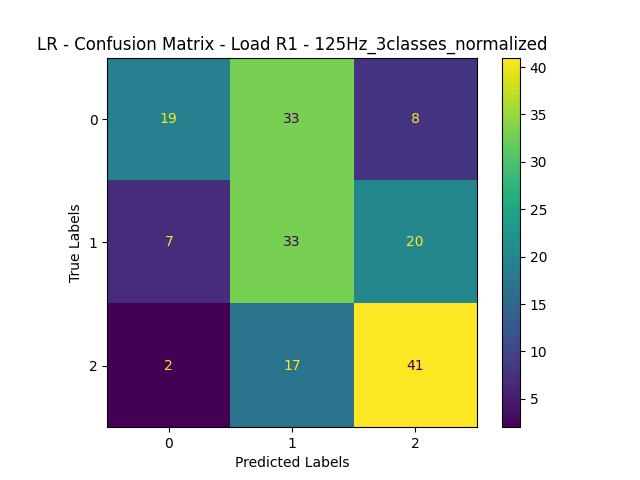 LR - Confusion Matrix - Load R1 - 125Hz_3classes_normalized
True Labels
0
19 33 8
1
7 33 20
2
2 17 41
0 1 2
Predicted Labels
40
35
30
25
20
15
10
5